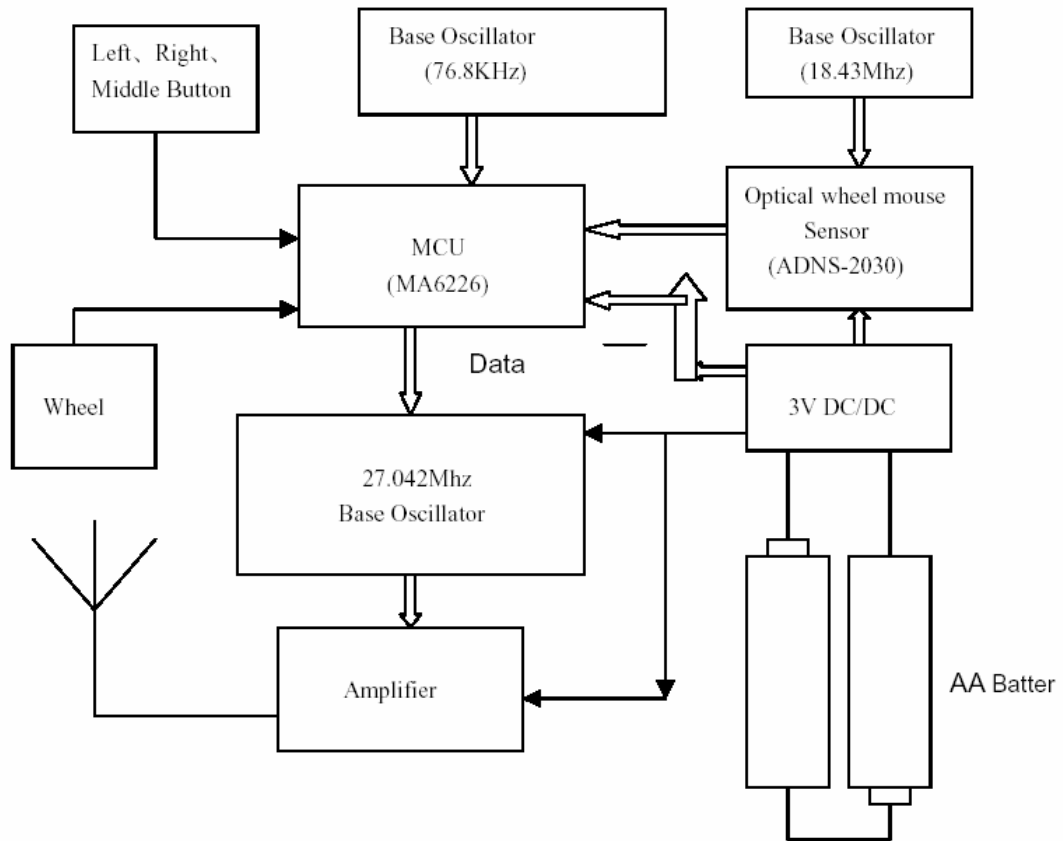 Left、Right、
Middle Button
Base Oscillator
(76.8KHz)
Base Oscillator
(18.43Mhz)
MCU
(MA6226)
Optical wheel mouse
Sensor
(ADNS-2030)
Data
Wheel
3V DC/DC
27.042Mhz
Base Oscillator
Amplifier
AA Batter